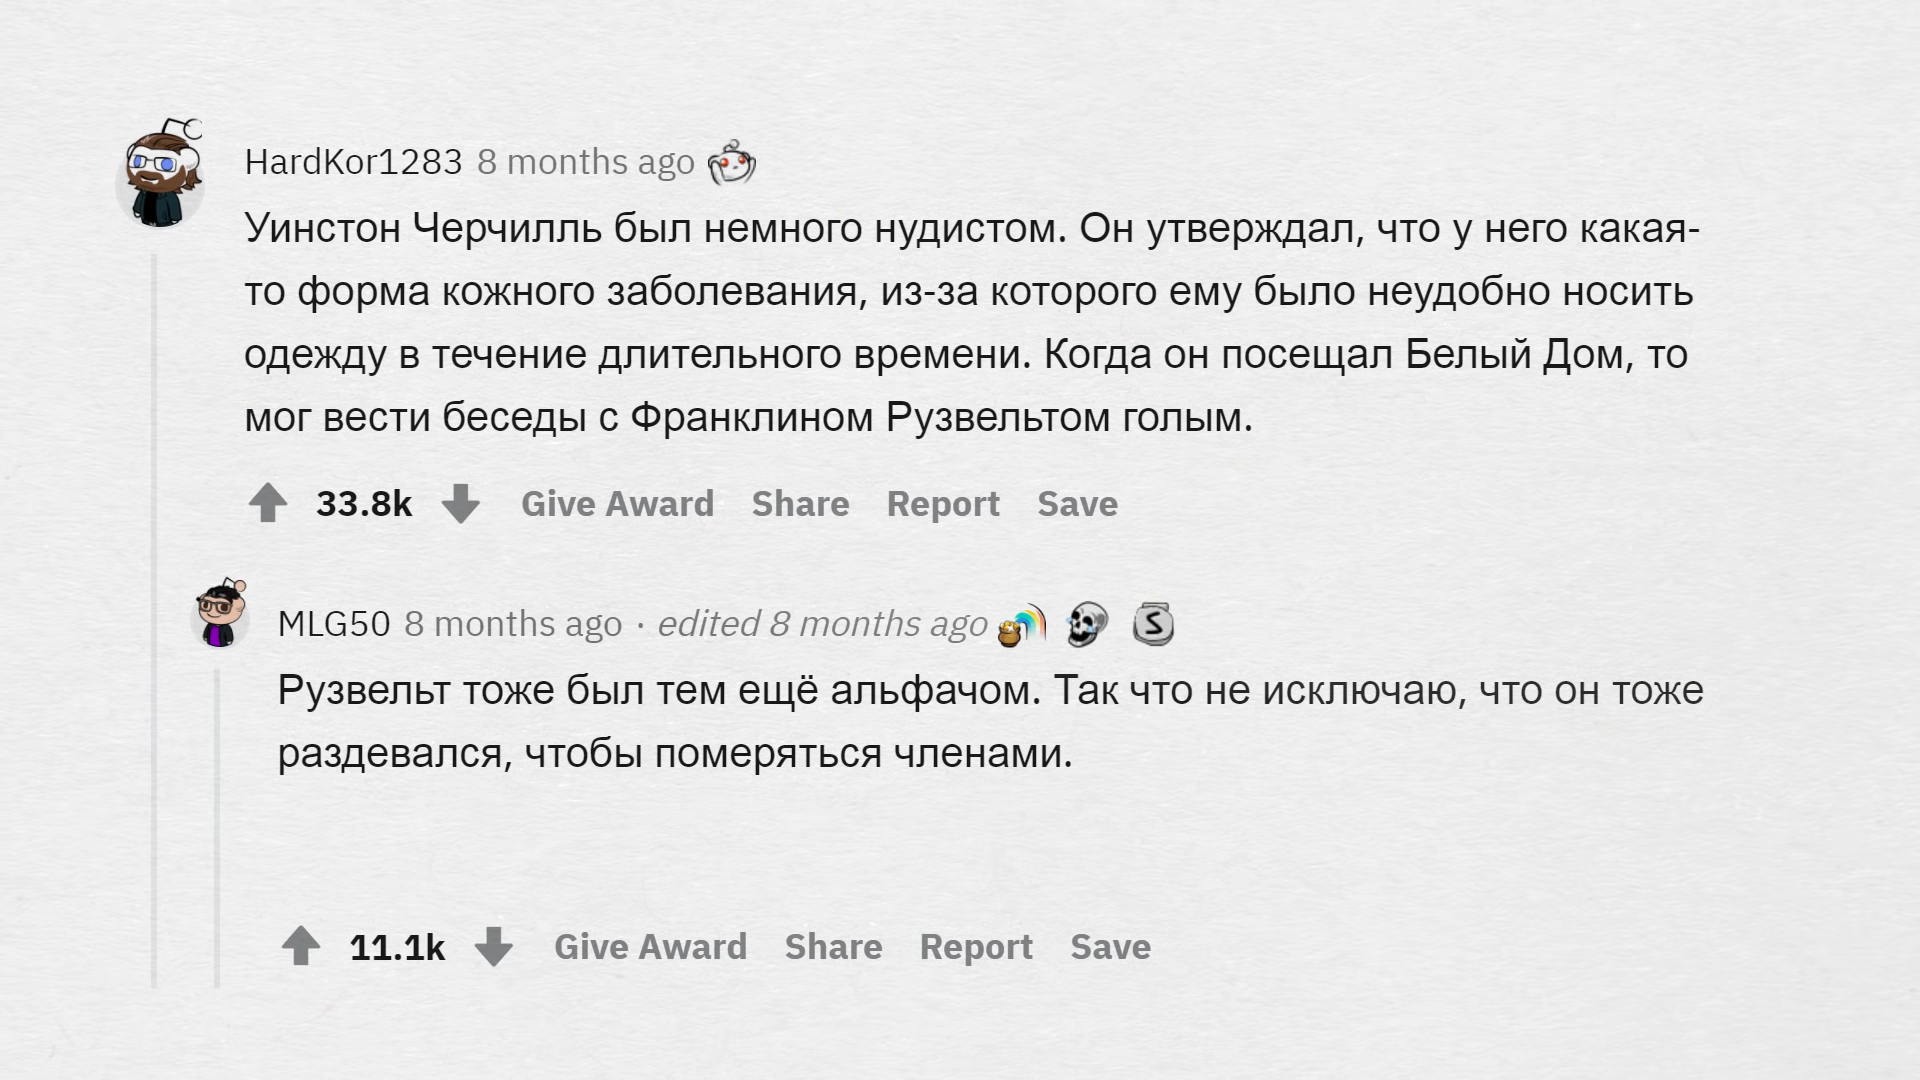 HardKor1283 8 months ago
Уинстон Черчилль был немного нудистом. Он утверждал, что у него какая-
то форма кожного заболевания, из-за которого ему было неудобно носить
одежду в течение длительного времени. Когда он посещал Белый Дом, то
мог вести беседы с Франклином Рузвельтом голым.
33.8k Give Award Share Report Save
MLG50 8 months ago · edited 8 months ago S
Рузвельт тоже был тем ещё альфачом. Так что не исключаю, что он тоже
раздевался, чтобы померяться членами.
11.1k Give Award Share Report Save